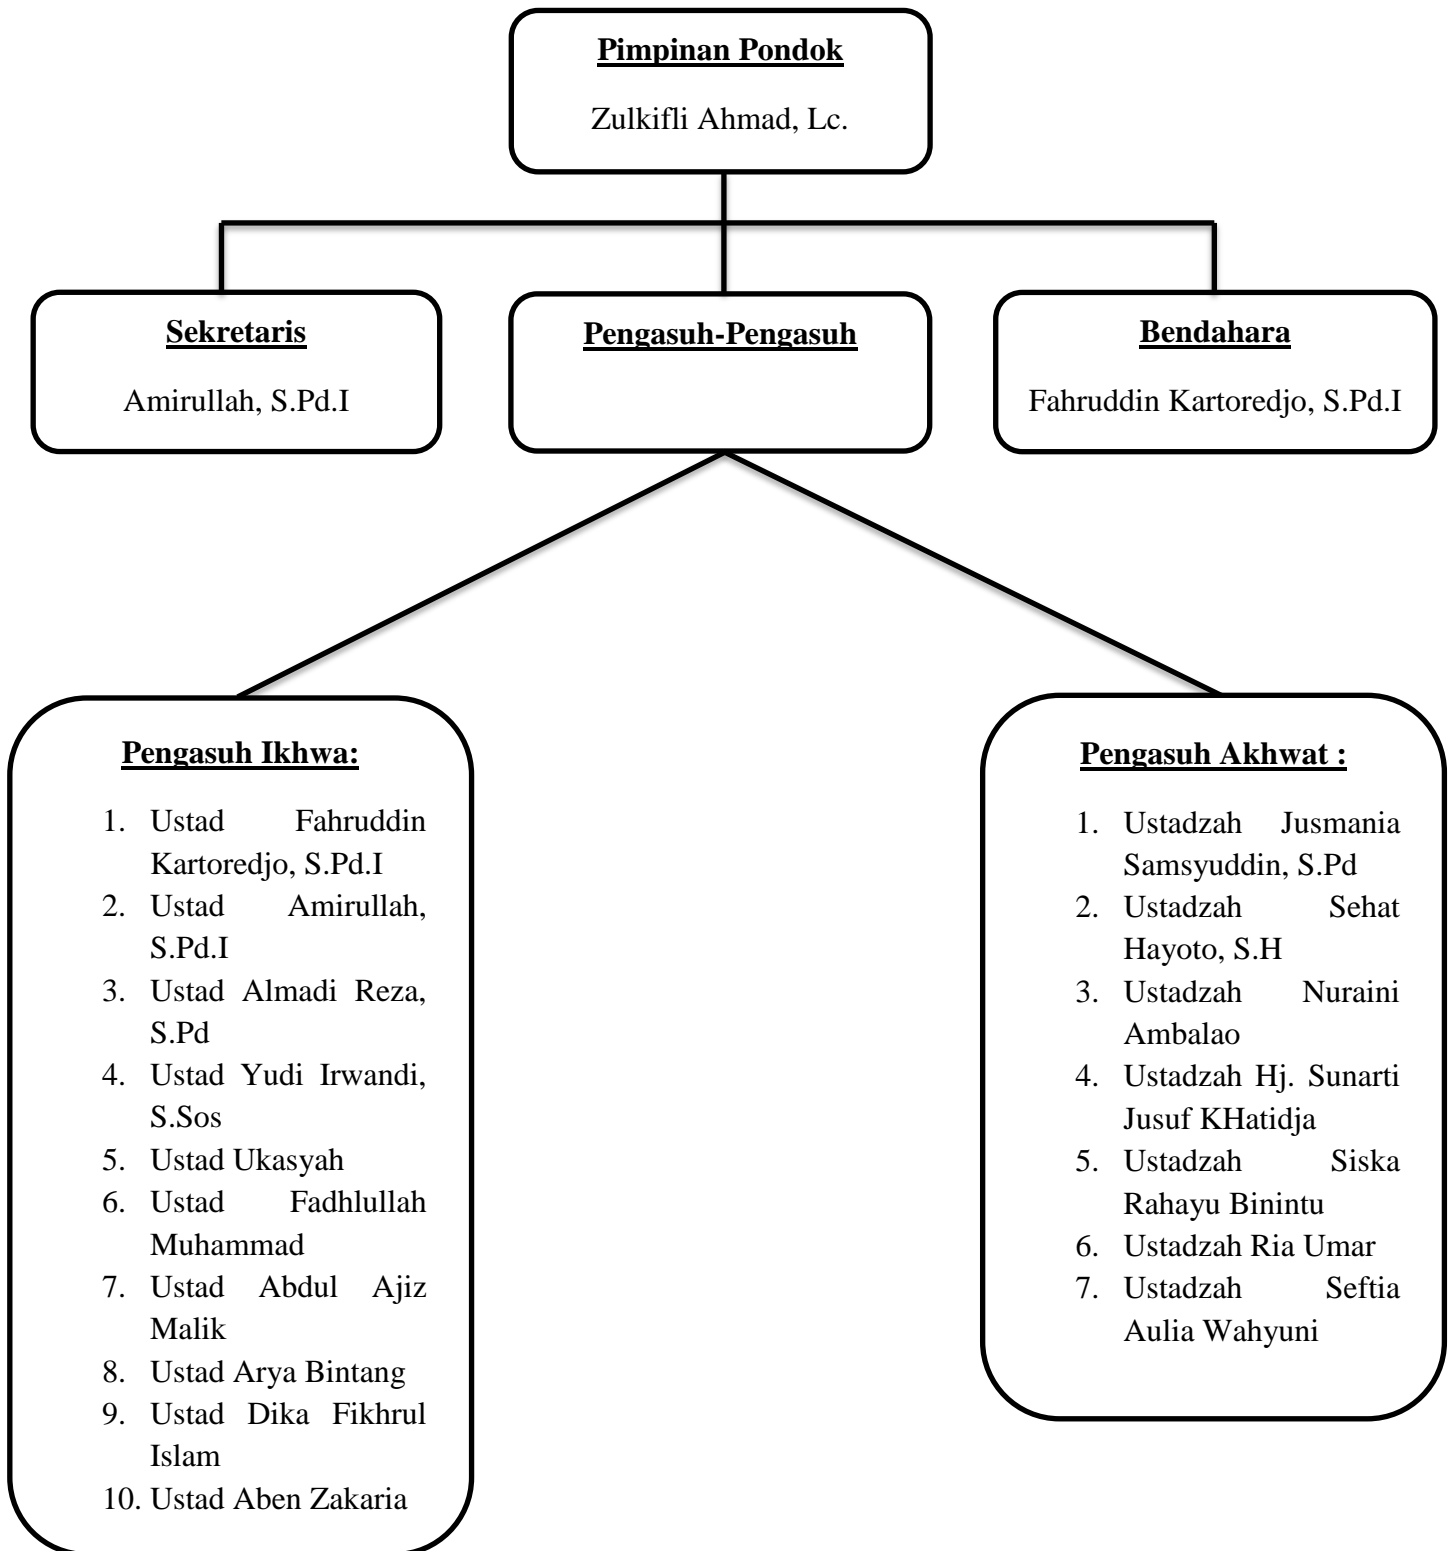 Pimpinan Pondok
Zulkifli Ahmad, Lc.
Sekretaris
Amirullah, S.Pd.I
Pengasuh-Pengasuh
Bendahara
Fahruddin Kartoredjo, S.Pd.I
Pengasuh Ikhwa:
1. Ustad Fahruddin
Kartoredjo, S.Pd.I
2. Ustad Amirullah,
S.Pd.I
3. Ustad Almadi Reza,
S.Pd
4. Ustad Yudi Irwandi,
S.Sos
5. Ustad Ukasyah
6. Ustad Fadhlullah
Muhammad
7. Ustad Abdul Ajiz
Malik
8. Ustad Arya Bintang
9. Ustad Dika Fikhrul
Islam
10. Ustad Aben Zakaria
Pengasuh Akhwat :
1. Ustadzah Jusmania
Samsyuddin, S.Pd
2. Ustadzah Sehat
Hayoto, S.H
3. Ustadzah Nuraini
Ambalao
4. Ustadzah Hj. Sunarti
Jusuf KHatidja
5. Ustadzah Siska
Rahayu Binintu
6. Ustadzah Ria Umar
7. Ustadzah Seftia
Aulia Wahyuni